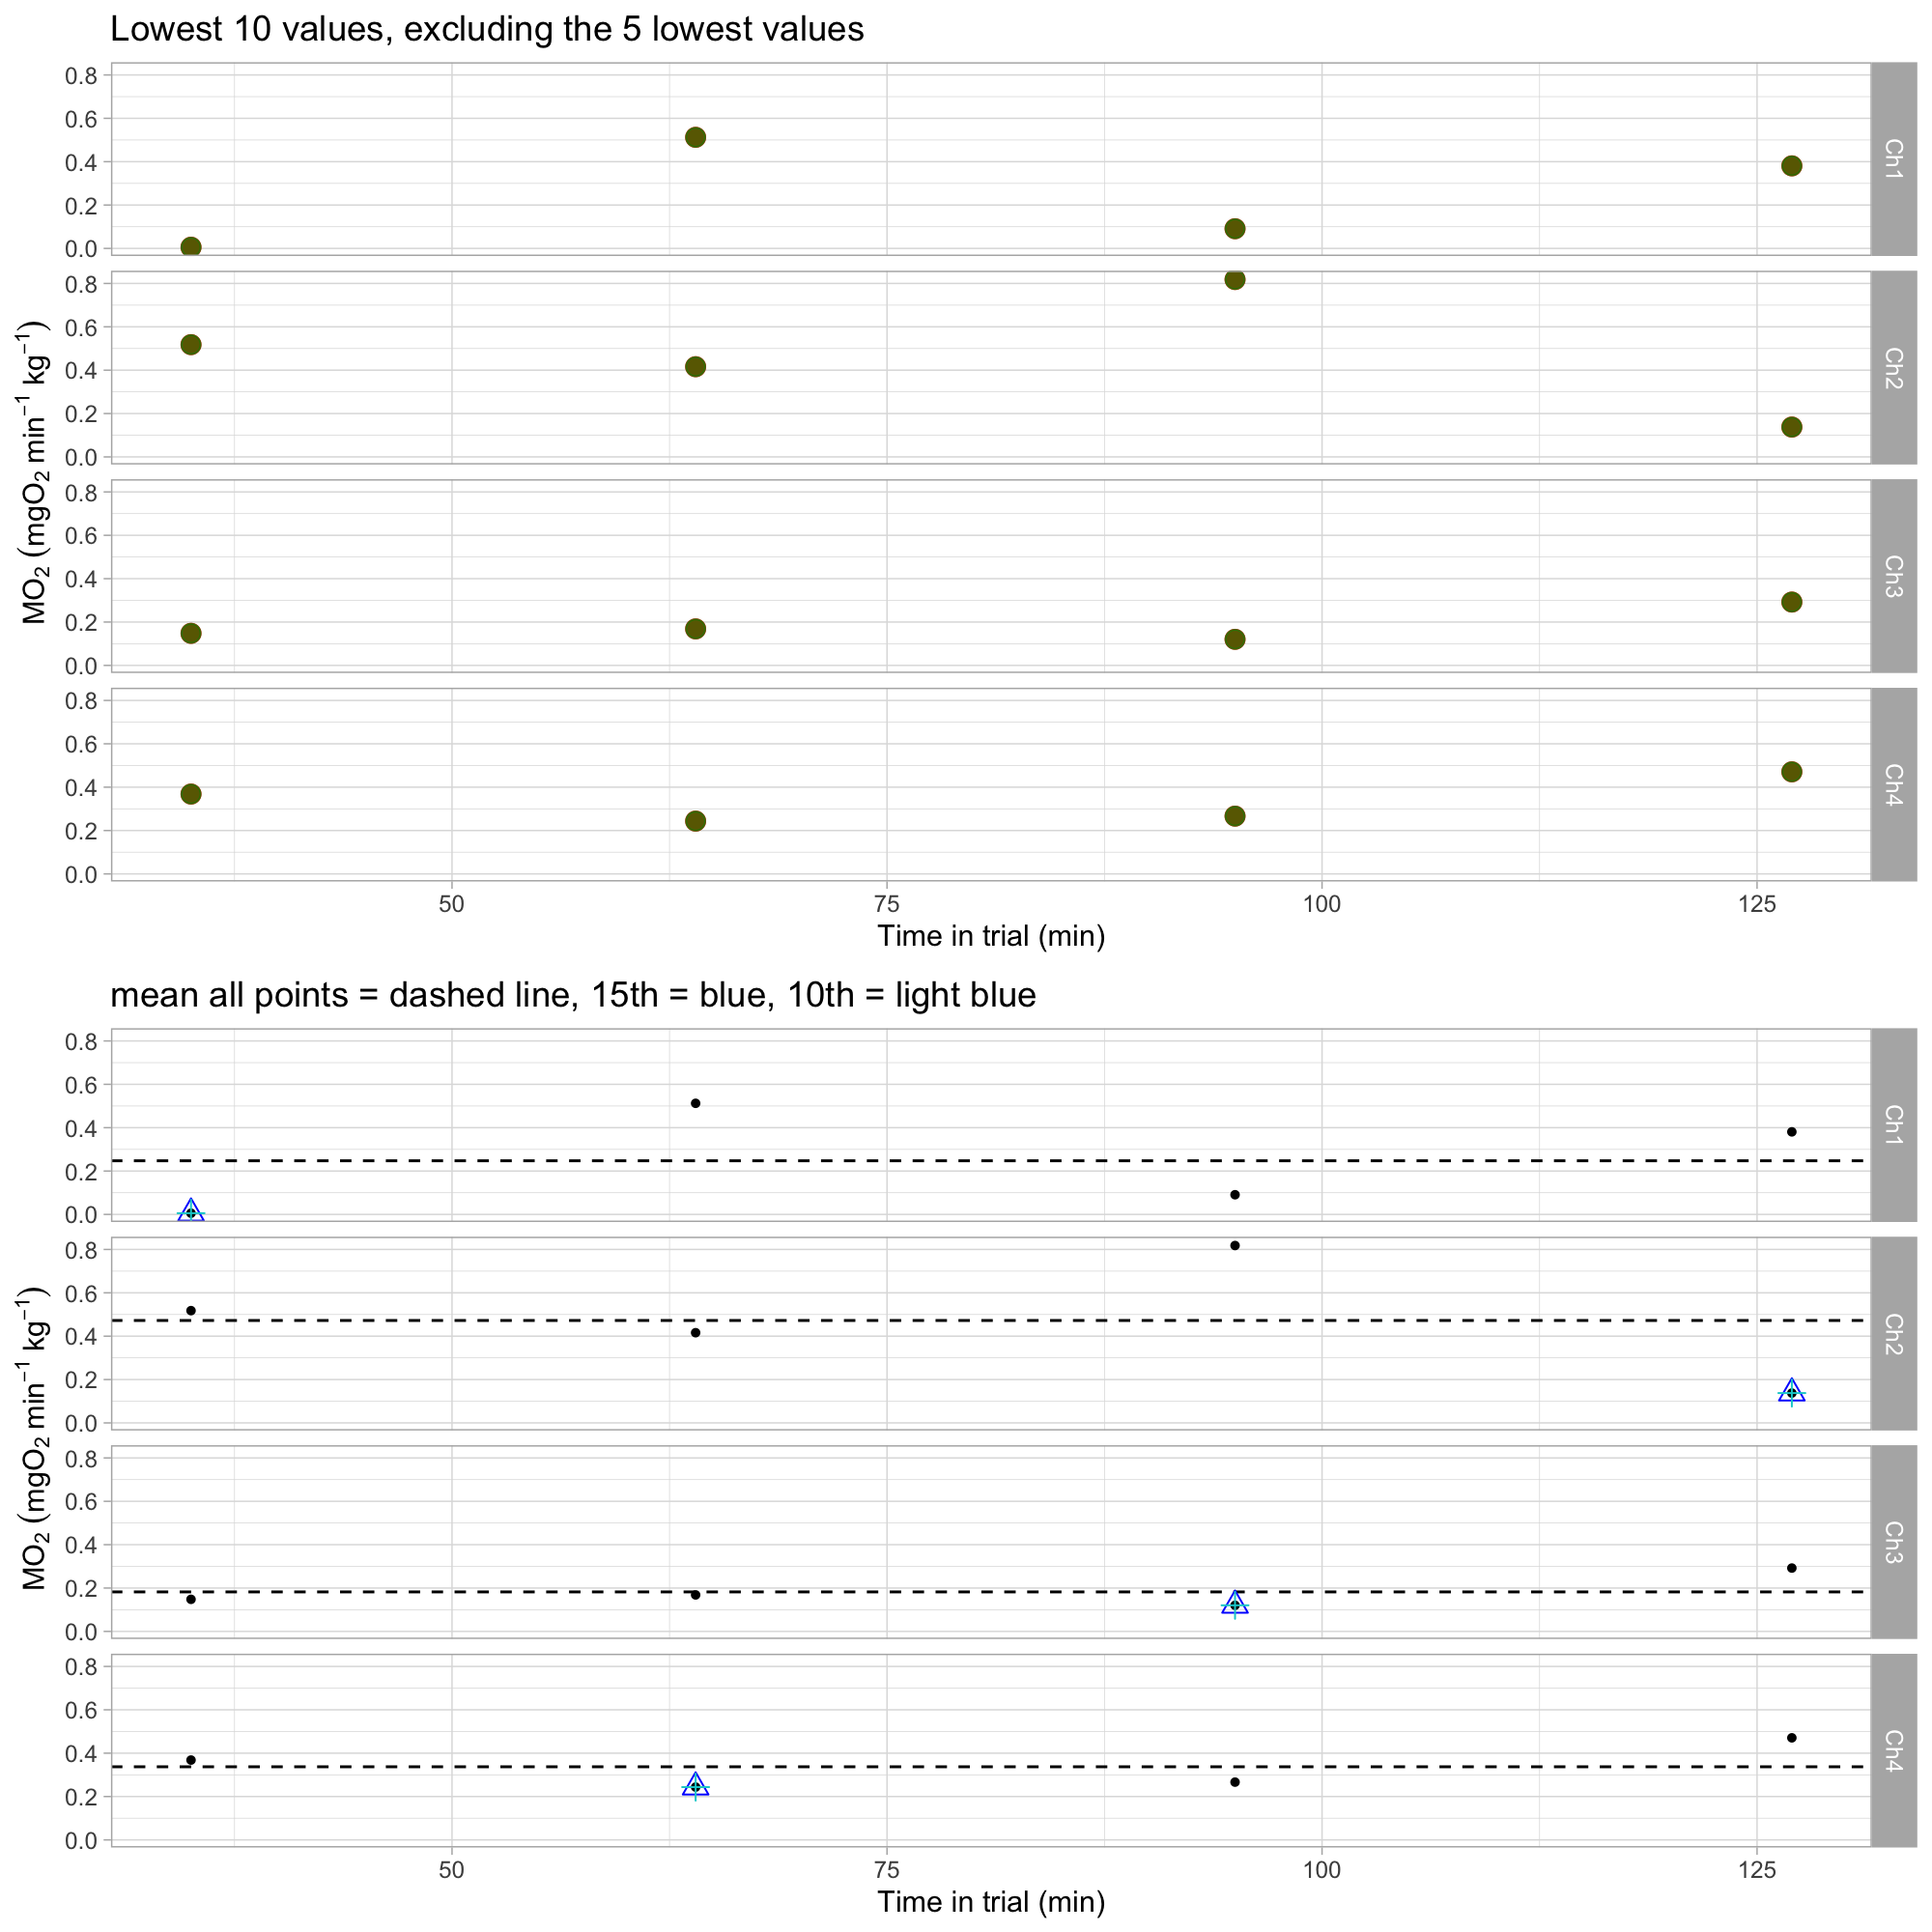 Lowest 10 values, excluding the 5 lowest values
MO₂ (mgO₂ min⁻¹ kg⁻¹)
0.8
0.6
0.4
0.2
0.0
Ch1
0.8
0.6
0.4
0.2
0.0
Ch2
0.8
0.6
0.4
0.2
0.0
Ch3
0.8
0.6
0.4
0.2
0.0
Ch4
50 75 100 125
Time in trial (min)
mean all points = dashed line, 15th = blue, 10th = light blue
MO₂ (mgO₂ min⁻¹ kg⁻¹)
0.8
0.6
0.4
0.2
0.0
Ch1
0.8
0.6
0.4
0.2
0.0
Ch2
0.8
0.6
0.4
0.2
0.0
Ch3
0.8
0.6
0.4
0.2
0.0
Ch4
50 75 100 125
Time in trial (min)